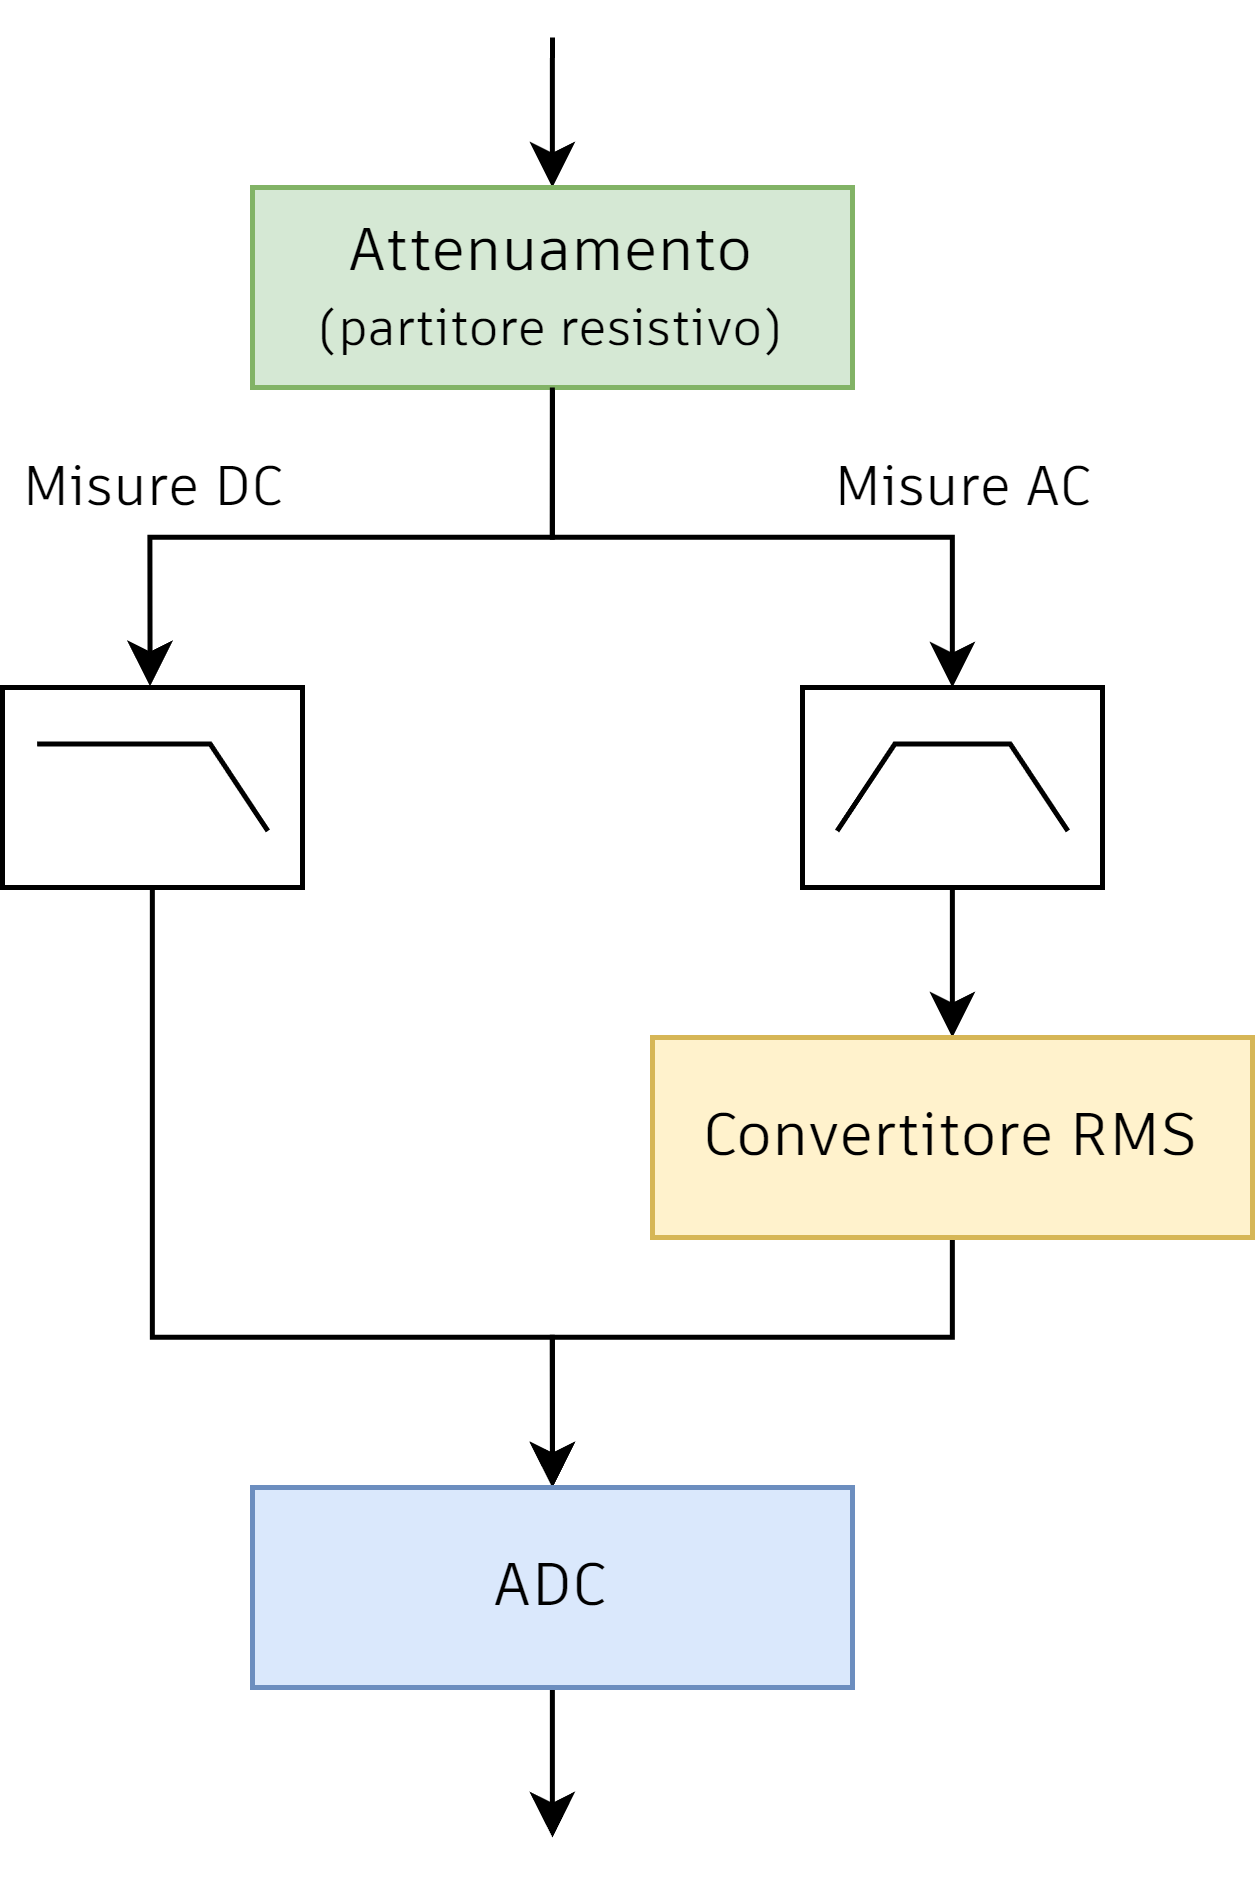 Attenuamento
(partitore resistivo)
Misure DC
Misure AC
Convertitore RMS
ADC